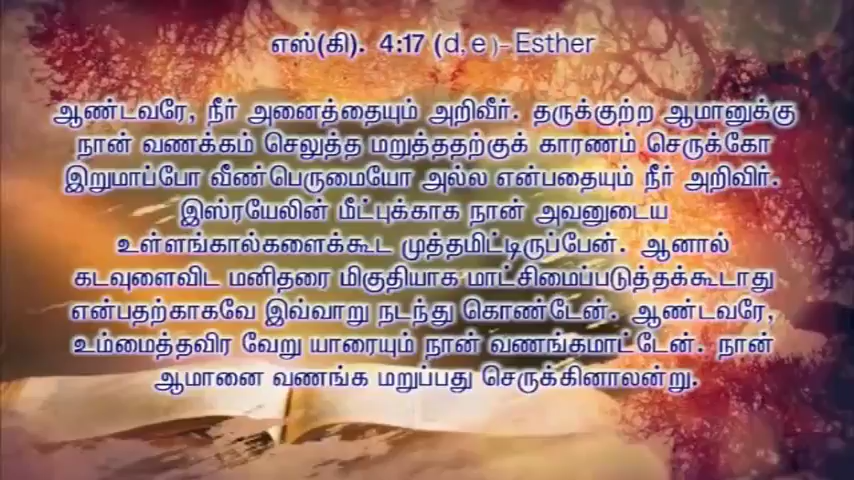 எஸ்(கி). 4:17 (d, e )- Esther
ஆண்டவரே, நீர் அனைத்தையும் அறிவீர். தருக்குற்ற ஆமானுக்கு
நான் வணக்கம் செலுத்த மறுத்ததற்குக் காரணம் செருக்கோ
இறுமாப்போ வீண்பெருமையோ அல்ல என்பதையும் நீர் அறிவிர்.
இஸ்ரயேலின் மீட்புக்காக நான் அவனுடைய
உள்ளங்கால்களைக்கூட முத்தமிட்டிருப்பேன். ஆனால்
கடவுளைவிட மனிதரை மிகுதியாக மாட்சிமைப்படுத்தக்கூடாது
என்பதற்காகவே இவ்வாறு நடந்து கொண்டேன். ஆண்டவரே,
உம்மைத்தவிர வேறு யாரையும் நான் வணங்கமாட்டேன். நான்
ஆமானை வணங்க மறுப்பது செருக்கினாலன்று.